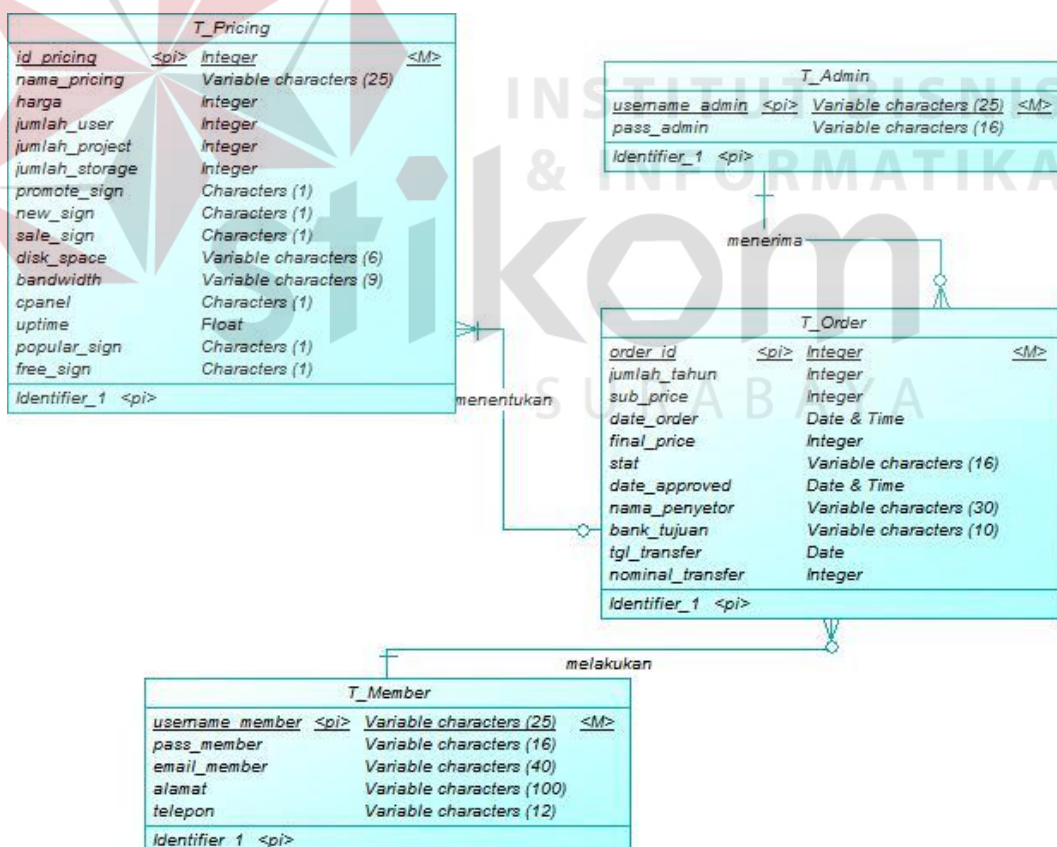 T_Pricing
id_pricing <pi> Integer <M>
nama_pricing Variable characters (25)
harga Integer
jumlah_user Integer
jumlah_project Integer
jumlah_storage Integer
promote_sign Characters (1)
new_sign Characters (1)
sale_sign Characters (1)
disk_space Variable characters (6)
bandwidth Variable characters (9)
cpanel Characters (1)
uptime Float
popular_sign Characters (1)
free_sign Characters (1)
Identifier_1 <pi>
INSTITUT BISNIS
& INFORMATIKA
stikom
SURABAYA
T_Admin
username_admin <pi> Variable characters (25) <M>
pass_admin Variable characters (16)
Identifier_1 <pi>
menerima
menentukan
T_Order
order_id <pi> Integer <M>
jumlah_tahun Integer
sub_price Integer
date_order Date & Time
final_price Integer
stat Variable characters (16)
date_approved Date & Time
nama_penyetor Variable characters (30)
bank_tujuan Variable characters (10)
tgl_transfer Date
nominal_transfer Integer
Identifier_1 <pi>
melakukan
T_Member
username_member <pi> Variable characters (25) <M>
pass_member Variable characters (16)
email_member Variable characters (40)
alamat Variable characters (100)
telepon Variable characters (12)
Identifier_1 <pi>